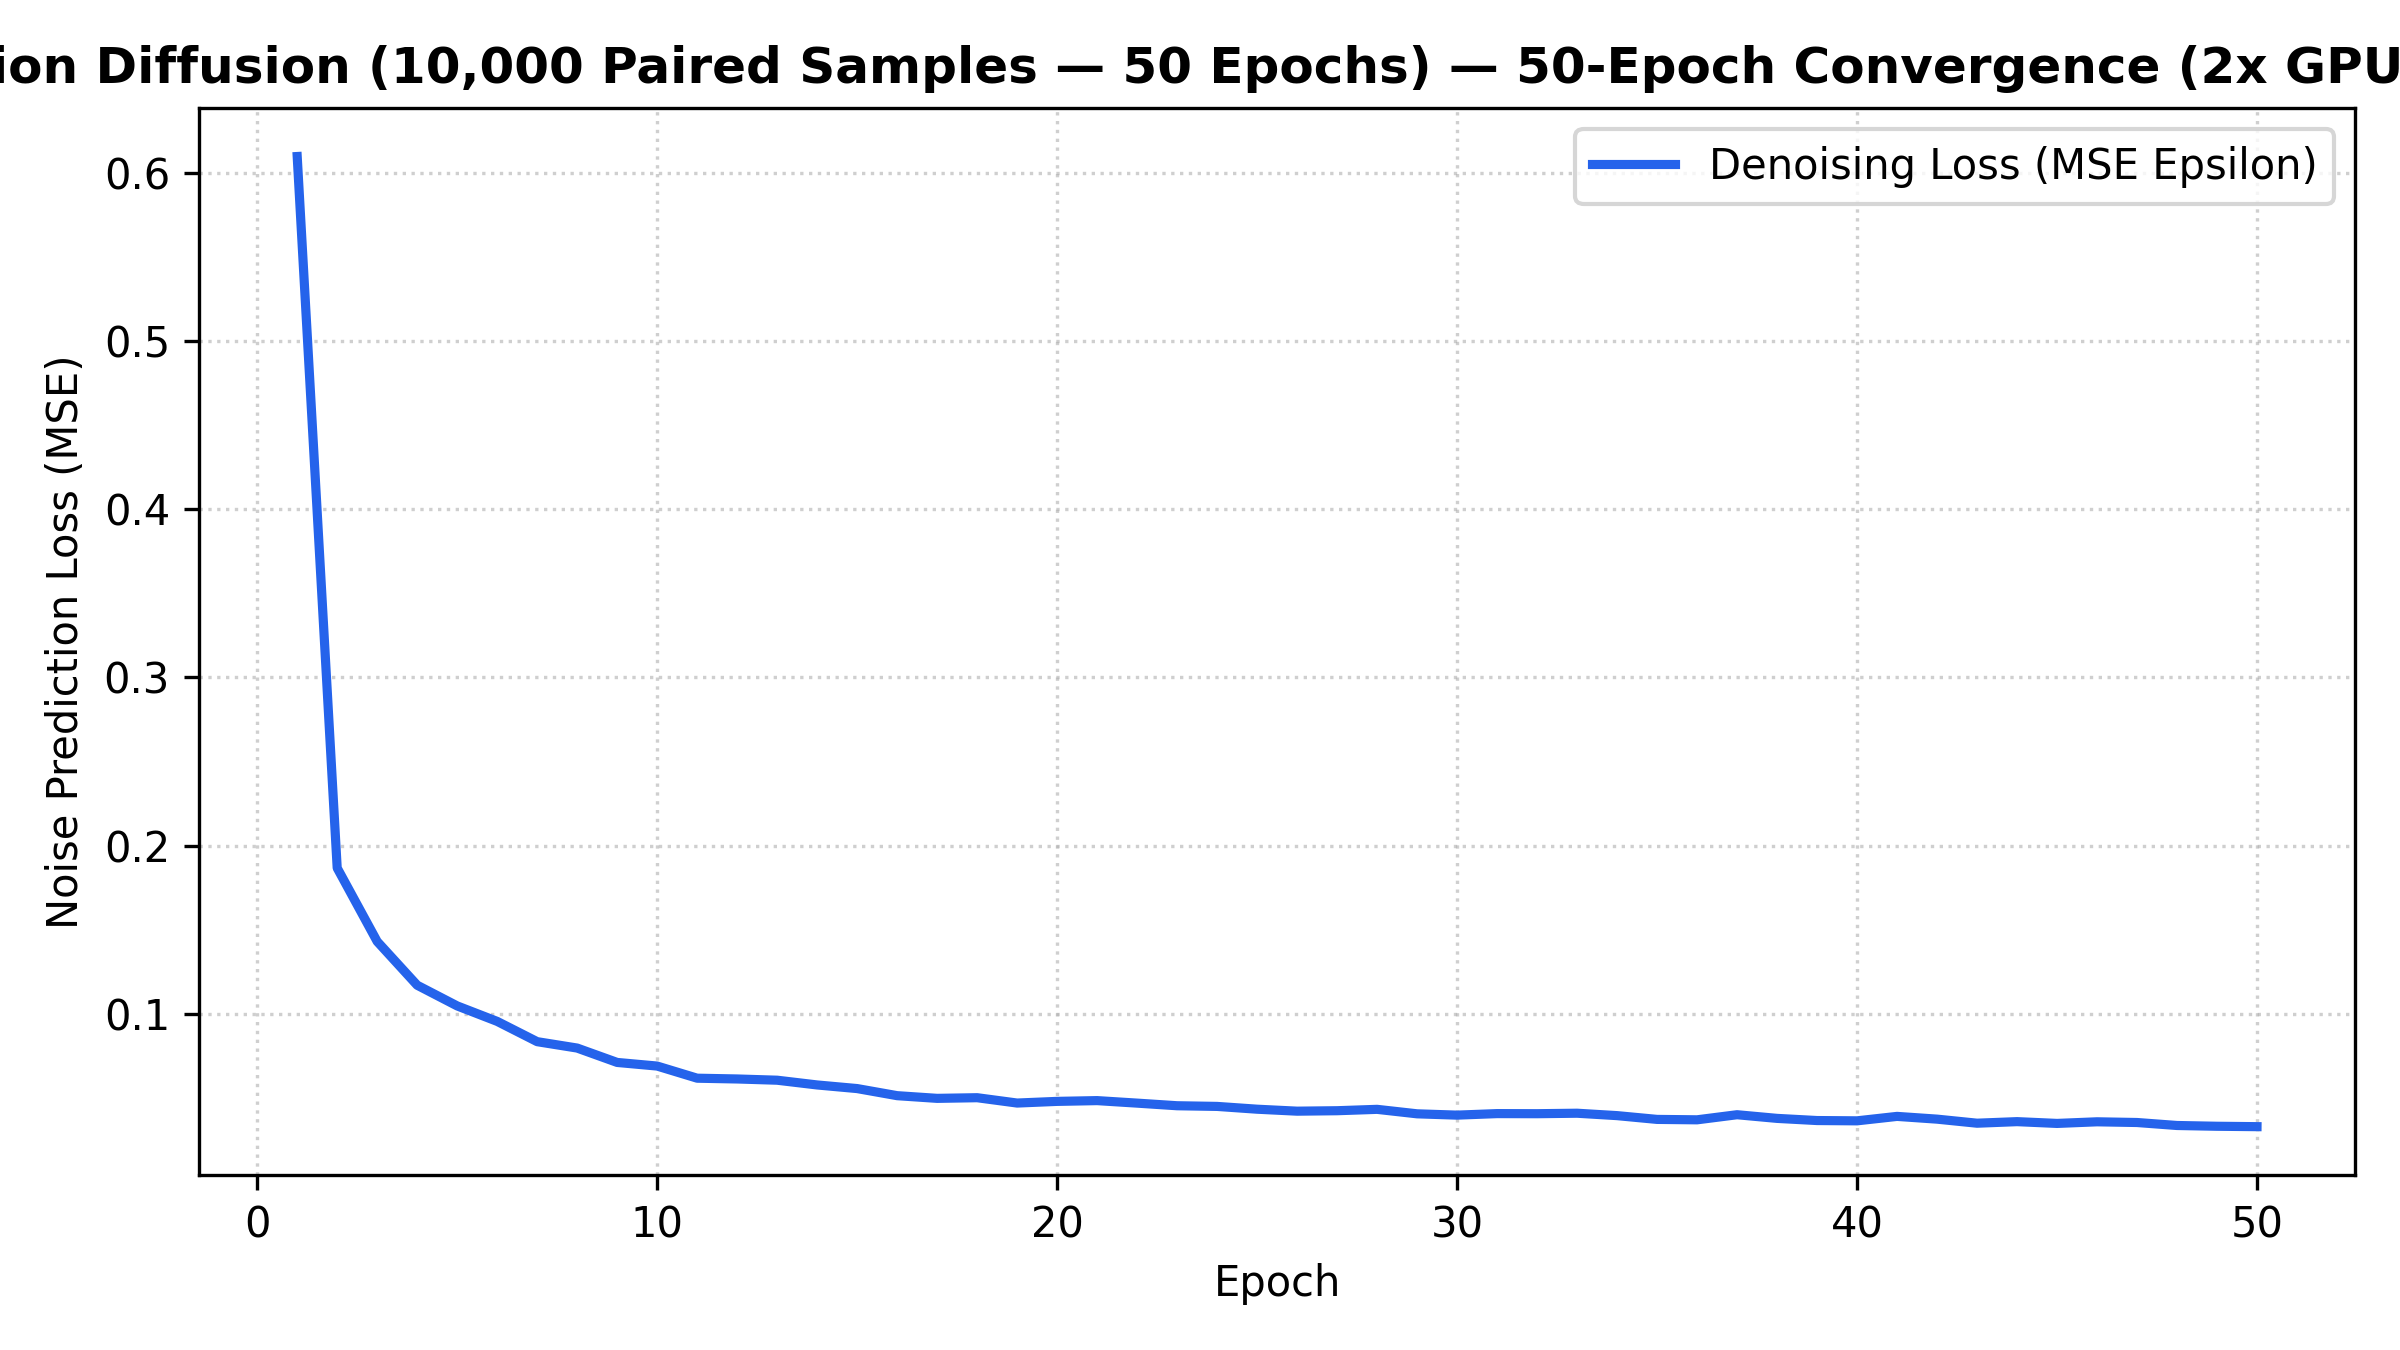 ion Diffusion (10,000 Paired Samples — 50 Epochs) — 50-Epoch Convergence (2x GPU
Denoising Loss (MSE Epsilon)
Noise Prediction Loss (MSE)
0.6
0.5
0.4
0.3
0.2
0.1
0 10 20 30 40 50
Epoch